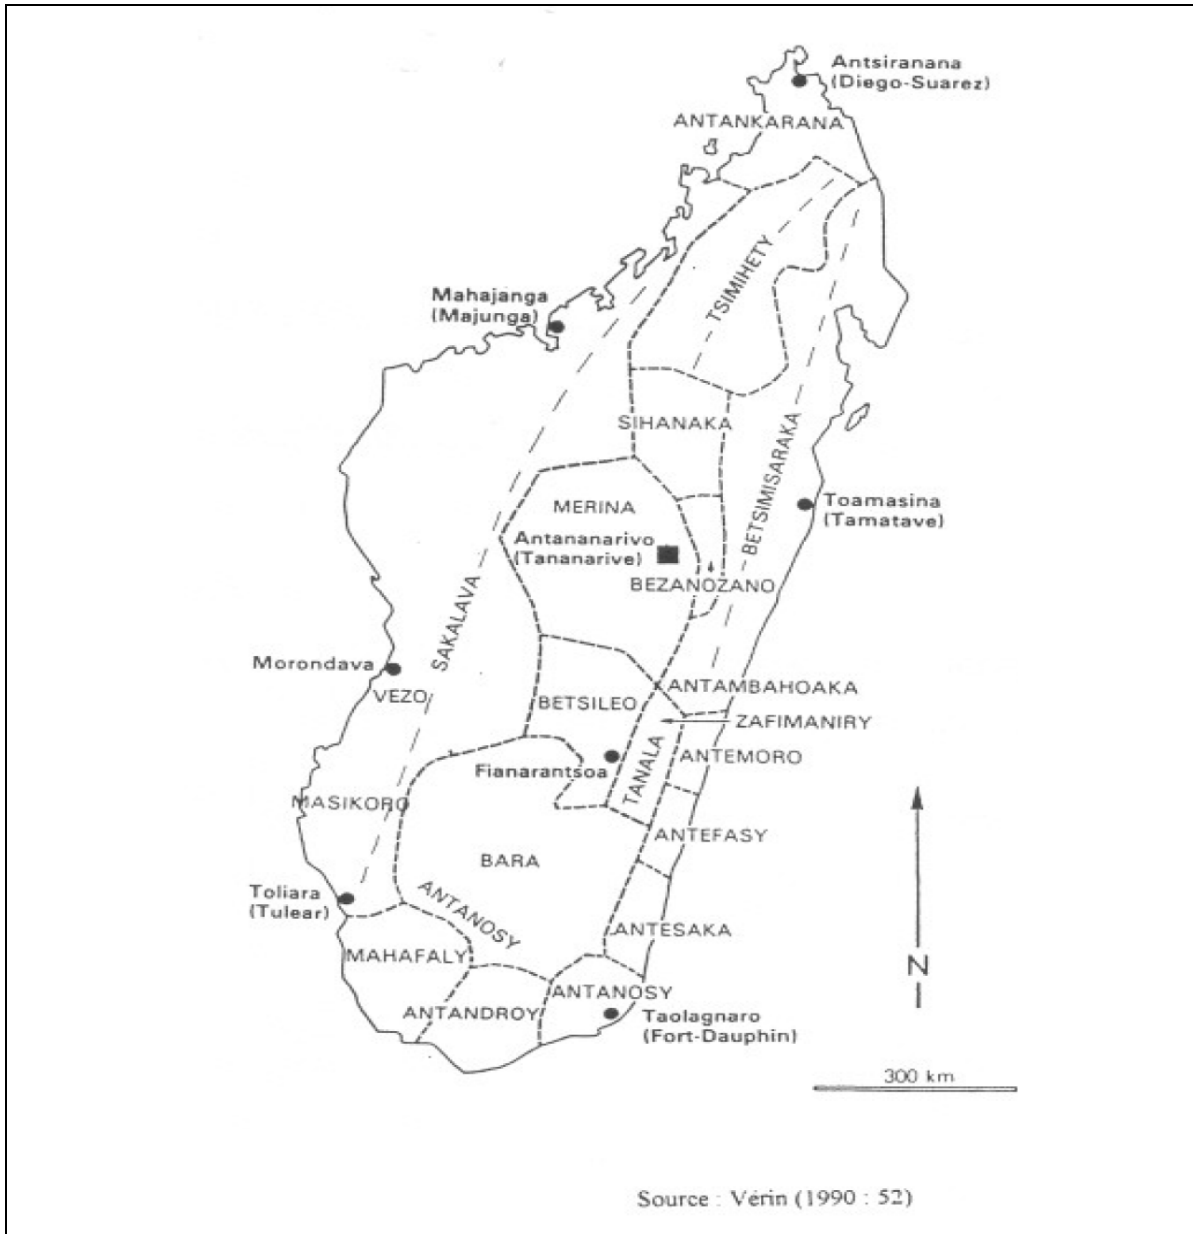 Antsiranana
(Diego-Suarez)
ANTANKARANA
TSIMIHETY
Mahajanga
(Majunga)
SIHANAKA
BETSIMISARAKA
MERINA
Toamasina
(Tamatave)
Antananarivo
(Tananarive)
BEZANOZANO
SAKALAVA
Morondava
VEZO
ANTAMBAHOAKA
BETSILEO
ZAFIMANIRY
TANALA
ANTEMORO
Fianarantsoa
MASIKORO
ANTEFASY
BARA
Toliara
(Tulear)
ANTANOSY
ANTESAKA
MAHAFALY
N
ANTANOSY
ANTANDROY
Taolagnaro
(Fort-Dauphin)
300 km
Source : Vérin (1990 : 52)